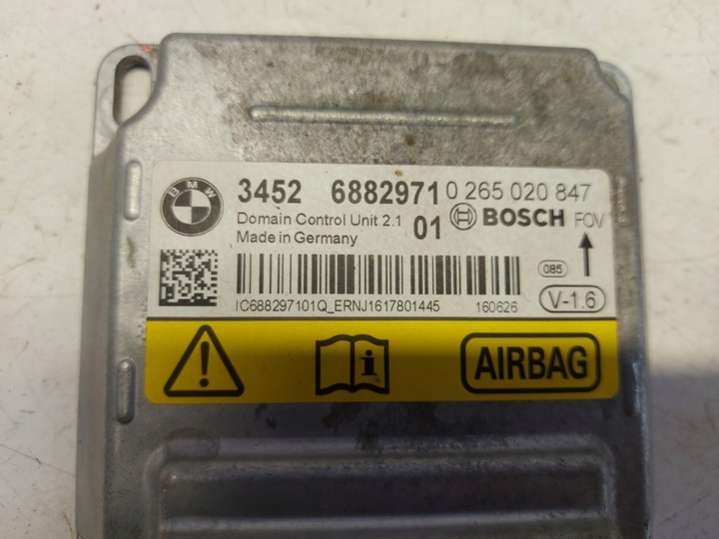 BMW
3452 6882971 0 265 020 847
Domain Control Unit 2.1 01 BOSCH FOV
Made in Germany
085
IC688297101Q_ERNJ1617801445 160626 V-1.6
AIRBAG